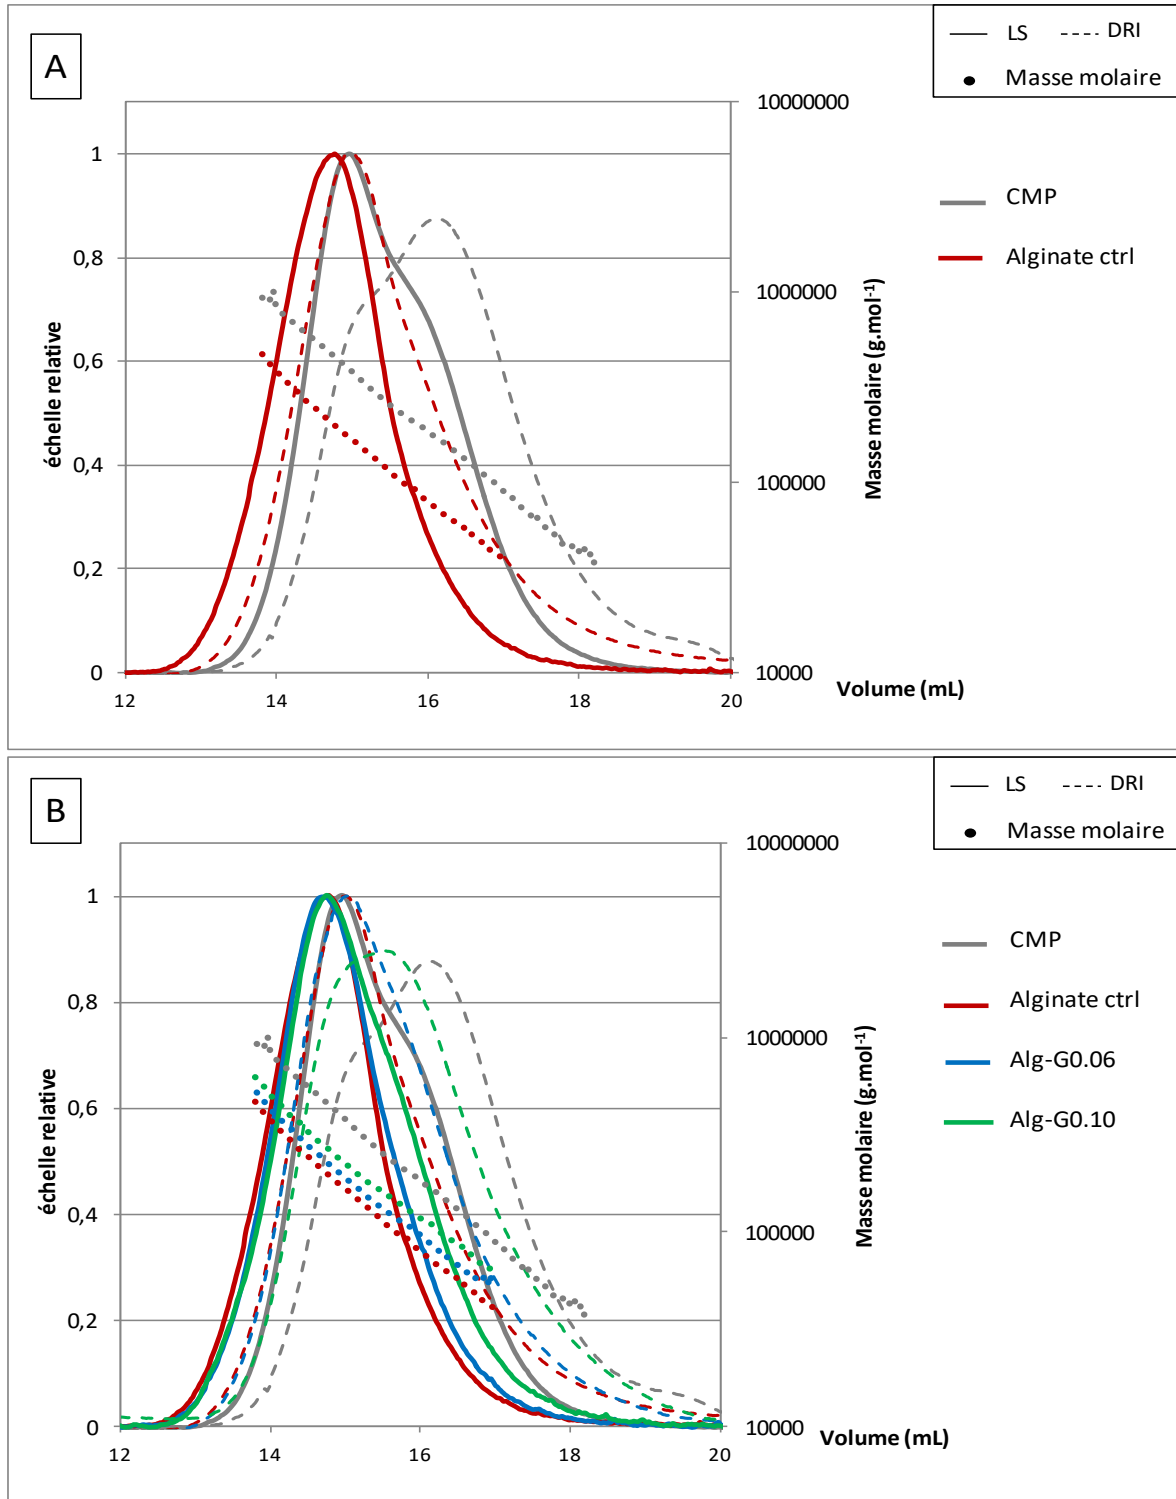 A
LS DRI
Masse molaire
10000000
1
CMP
Alginate ctrl
0,8
1000000
0,6
échelle relative
Masse molaire (g.mol-1)
0,4
100000
0,2
0
10000
12 14 16 18 20
Volume (mL)
B
LS DRI
Masse molaire
10000000
1
CMP
Alginate ctrl
0,8
1000000
Alg-G0.06
0,6
Alg-G0.10
échelle relative
Masse molaire (g.mol-1)
0,4
100000
0,2
0
10000
12 14 16 18 20
Volume (mL)